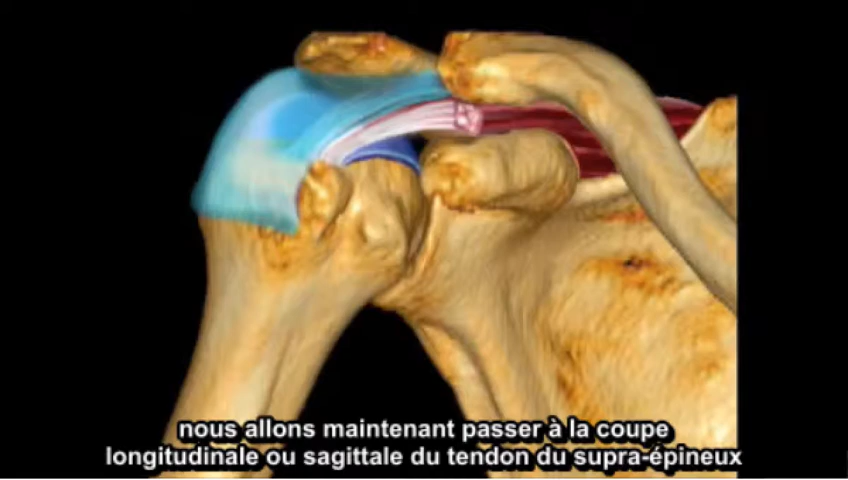 nous allons maintenant passer à la coupe
longitudinale ou sagittale du tendon du supra-épineux